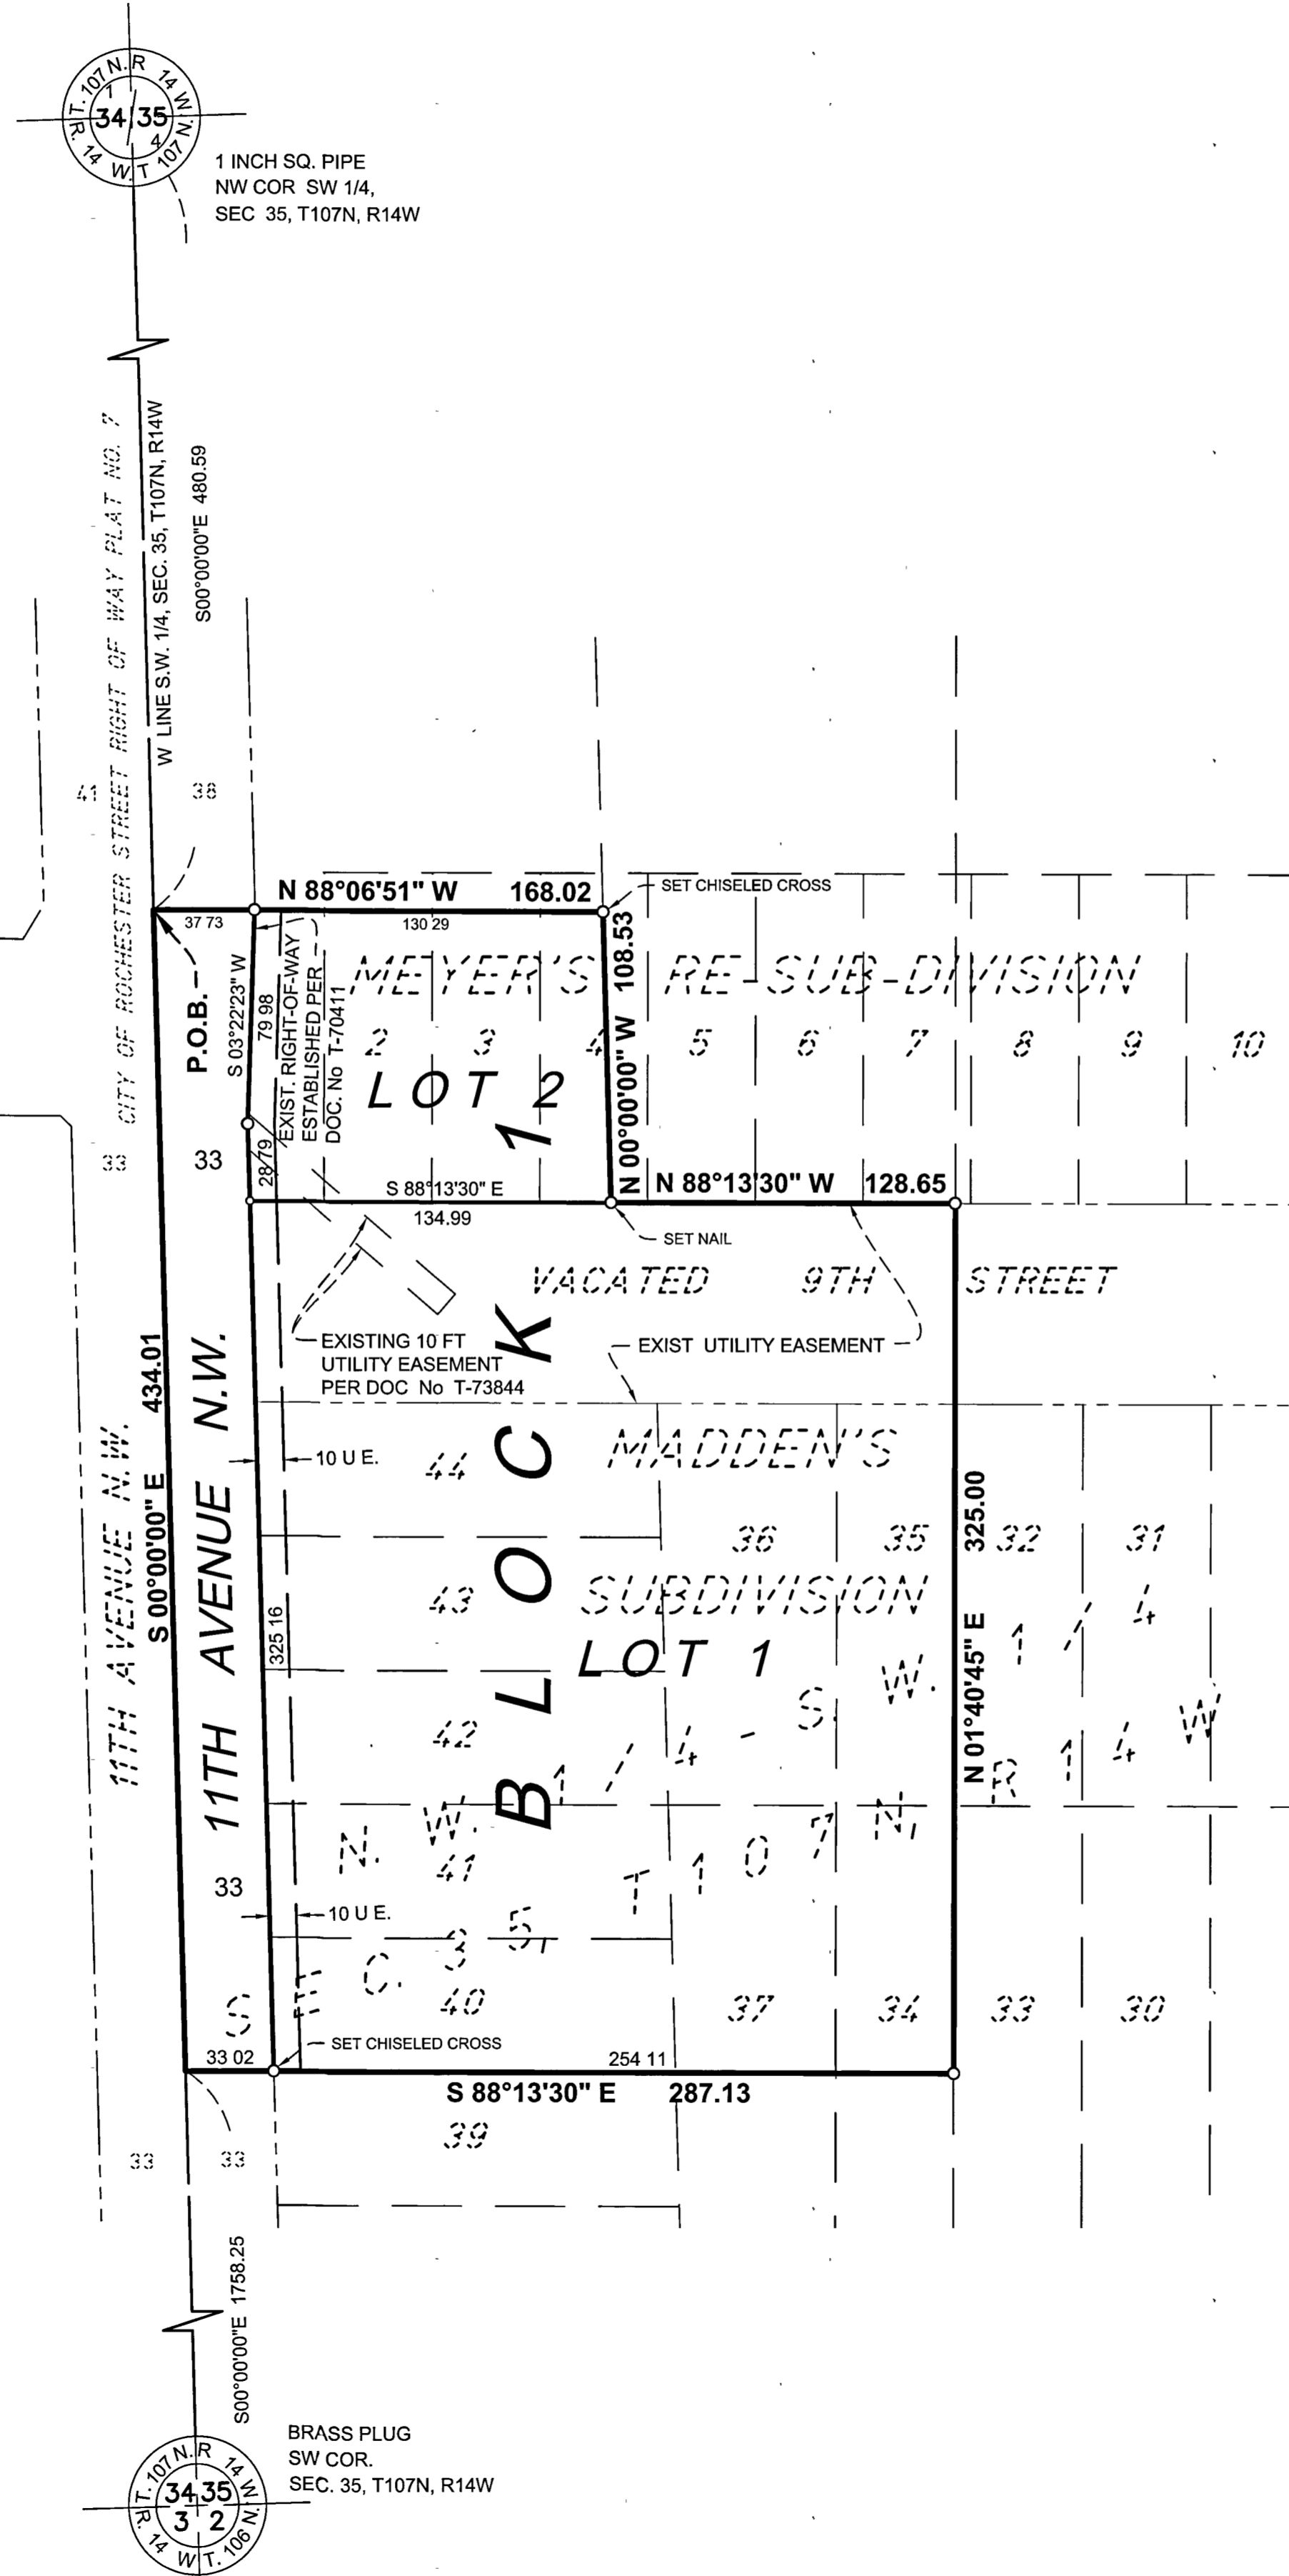 T. 107 N. R 14 W.
1
34 35
4
R. 14 W. T 107 N.
1 INCH SQ. PIPE
NW COR SW 1/4,
SEC 35, T107N, R14W
CITY OF ROCHESTER STREET RIGHT OF WAY PLAT NO. 7
W LINE S.W. 1/4, SEC. 35, T107N, R14W
S00°00'00"E 480.59
41
38
N 88°06'51" W 168.02
SET CHISELED CROSS
37 73
130 29
P.O.B.
S 03°22'23" W
79 98
EXIST. RIGHT-OF-WAY
ESTABLISHED PER
DOC. No T-70411
N 00°00'00" W 108.53
MEYER'S RE-SUB-DIVISION
2 3 4 5 6 7 8 9 10
LOT 2
33
33
28 79
S 88°13'30" E
134.99
N 88°13'30" W 128.65
SET NAIL
VACATED 9TH STREET
EXISTING 10 FT
UTILITY EASEMENT
PER DOC No T-73844
EXIST UTILITY EASEMENT
11TH AVENUE N.W.
S 00°00'00" E 434.01
11TH AVENUE N.W.
10 U E.
BLOCK 1
44
MADDEN'S
36 35 32 31
43
SUBDIVISION
325 16
LOT 1
N 01°40'45" E 325.00
42
N. W. 1/4 - S. W. 1/4
41
SEC. 35, T107N, R14W
33
10 U E.
40 37 34 33 30
SET CHISELED CROSS
33 02
254 11
S 88°13'30" E 287.13
39
33
33
S00°00'00"E 1758.25
BRASS PLUG
SW COR.
SEC. 35, T107N, R14W
T. 107 N. R 14 W.
34 35
3 2
R. 14 W T. 106 N.